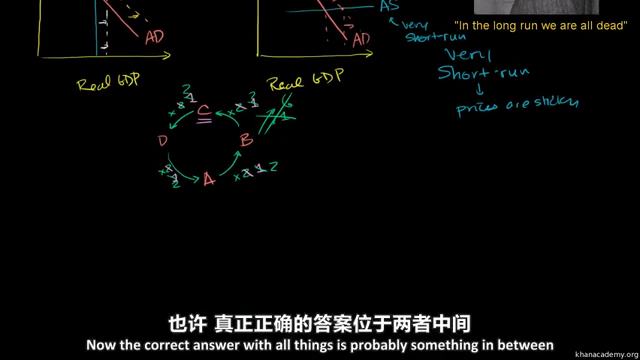 AD
Real GDP
AD
Real GDP
AS
very
short-run
"In the long run we are all dead"
very
Short-run
prices are sticky
C
D
B
A
也许 真正正确的答案位于两者中间
Now the correct answer with all things is probably something in between
khanacademy.org